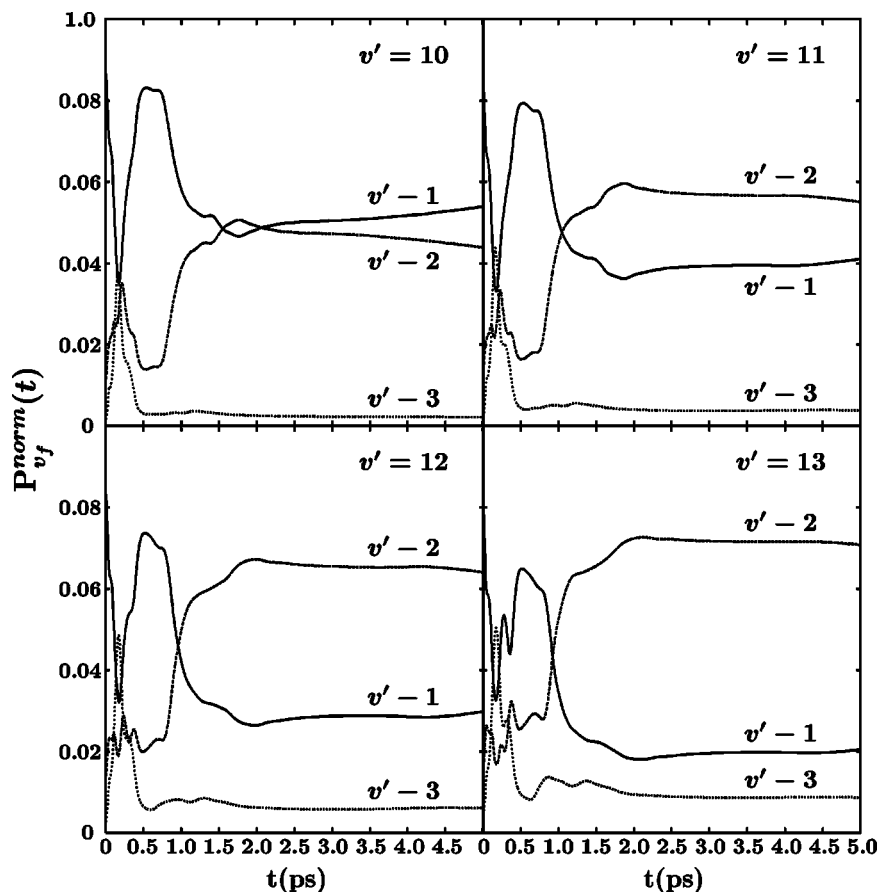 1.0
v′ = 10
v′ = 11
0.08
0.06
v′ − 1
v′ − 2
v′ − 2
0.04
v′ − 1
0.02
v′ − 3
v′ − 3
0
P^{norm}_{v_f}(t)
v′ = 12
v′ = 13
0.08
v′ − 2
v′ − 2
0.06
0.04
v′ − 1
v′ − 1
0.02
v′ − 3
v′ − 3
0
0 0.5 1.0 1.5 2.0 2.5 3.0 3.5 4.0 4.5 0 0.5 1.0 1.5 2.0 2.5 3.0 3.5 4.0 4.5 5.0
t(ps) t(ps)